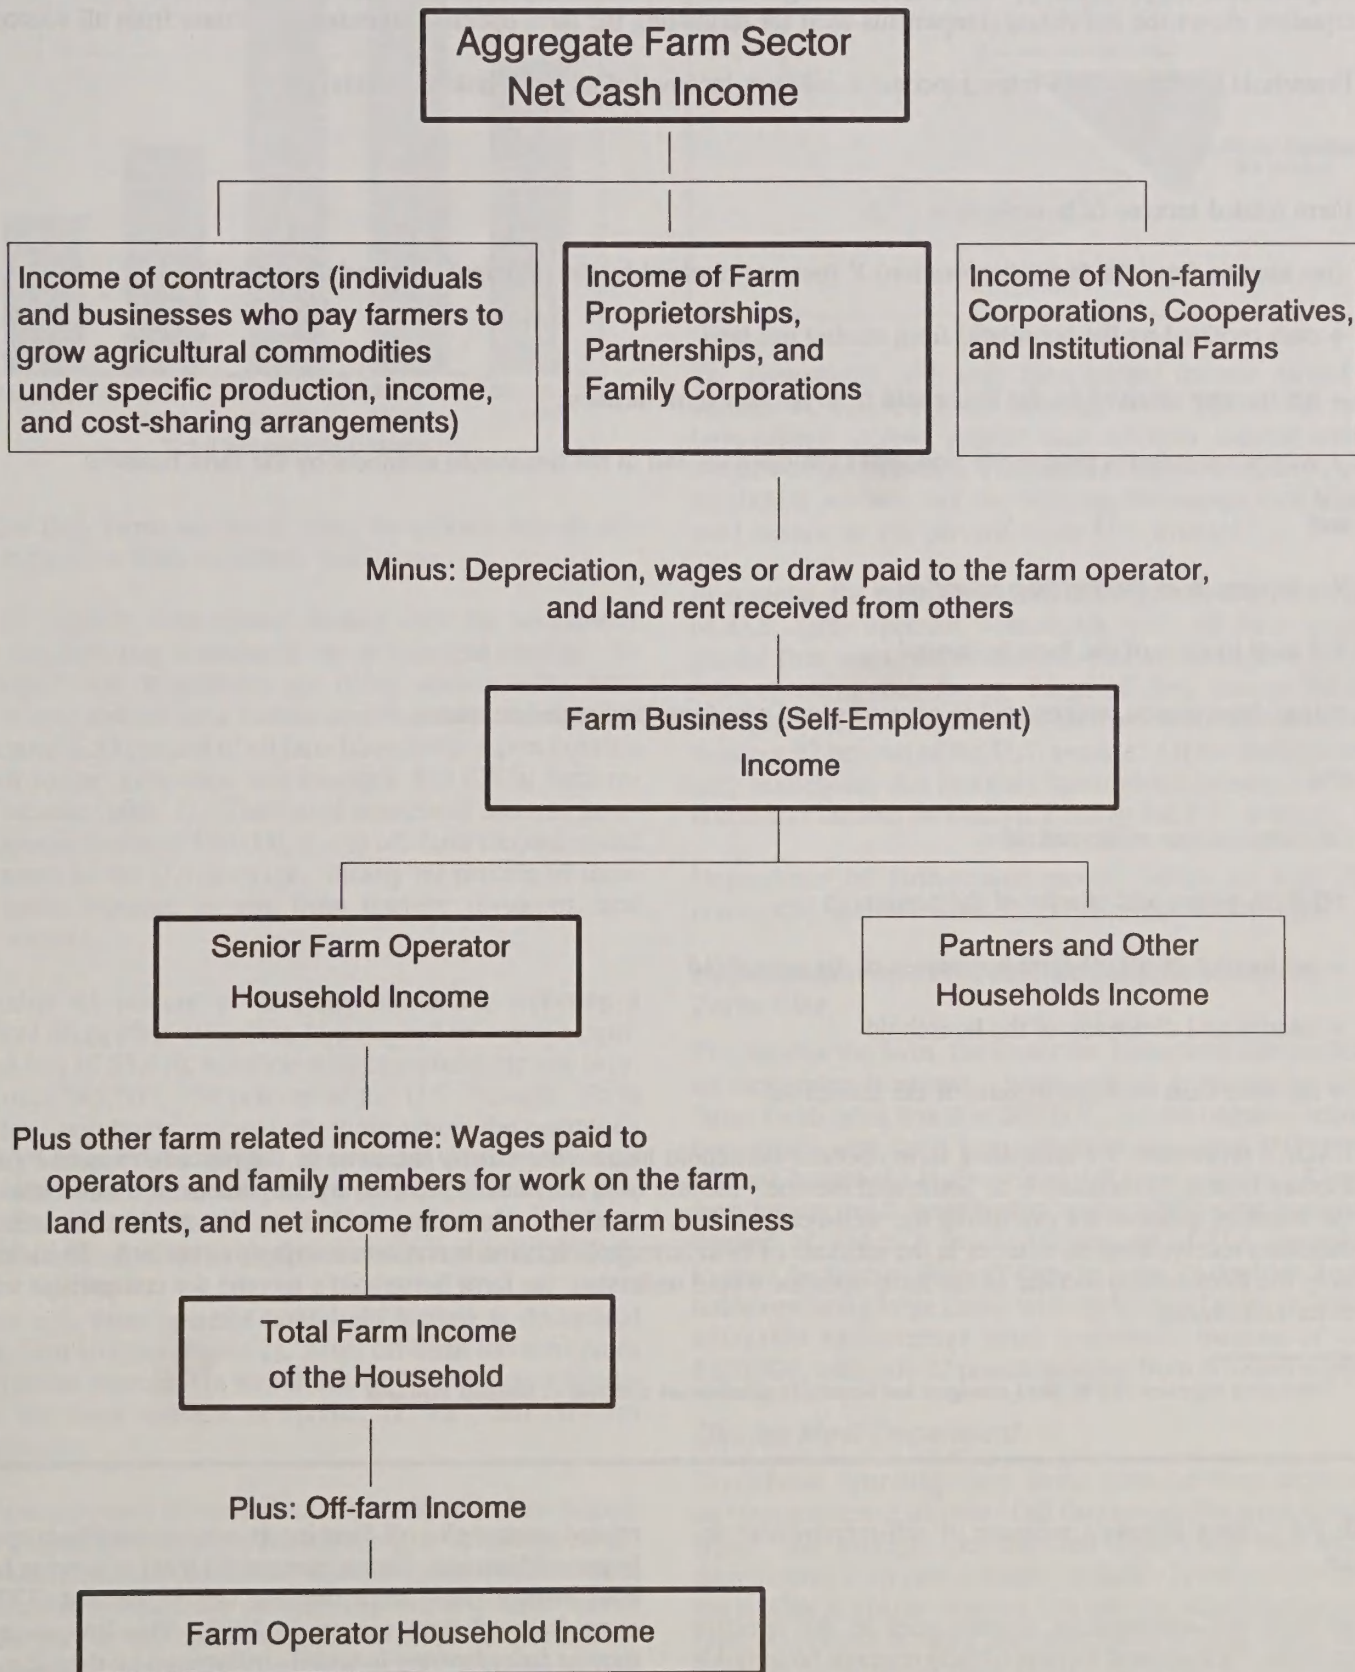 Aggregate Farm Sector
Net Cash Income
Income of contractors (individuals
and businesses who pay farmers to
grow agricultural commodities
under specific production, income,
and cost-sharing arrangements)
Income of Farm
Proprietorships,
Partnerships, and
Family Corporations
Income of Non-family
Corporations, Cooperatives,
and Institutional Farms
Minus: Depreciation, wages or draw paid to the farm operator,
and land rent received from others
Farm Business (Self-Employment)
Income
Senior Farm Operator
Household Income
Partners and Other
Households Income
Plus other farm related income: Wages paid to
operators and family members for work on the farm,
land rents, and net income from another farm business
Total Farm Income
of the Household
Plus: Off-farm Income
Farm Operator Household Income